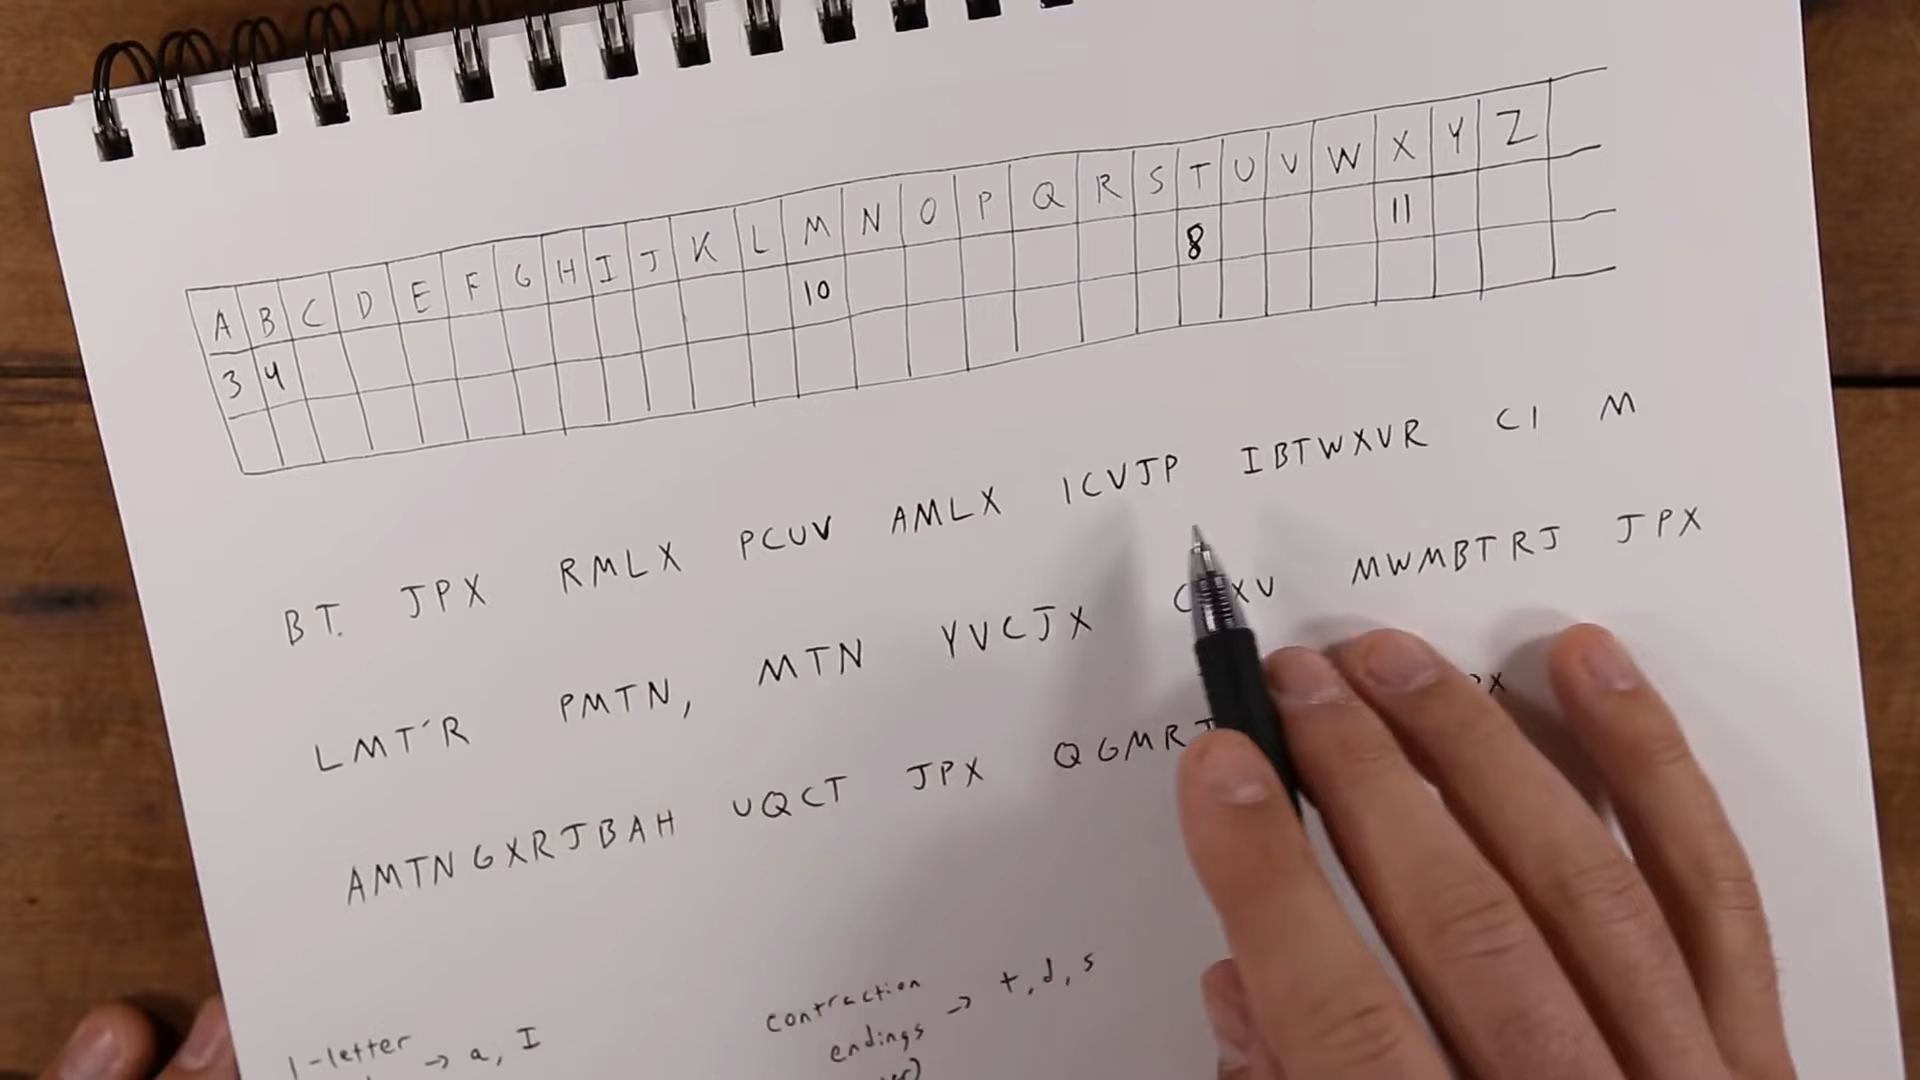 A B C D E F G H I J K L M N O P Q R S T U V W X Y Z
3 4 10 8 11
BT. JPX RMLX PCUV AMLX ICVJP IBTWXVR CI M
LMT'R PMTN, MTN YVCJX MWMBTRJ JPX
AMTNGXRJBAH UQCT JPX
1-letter → a, I
contraction → t, d, s
endings